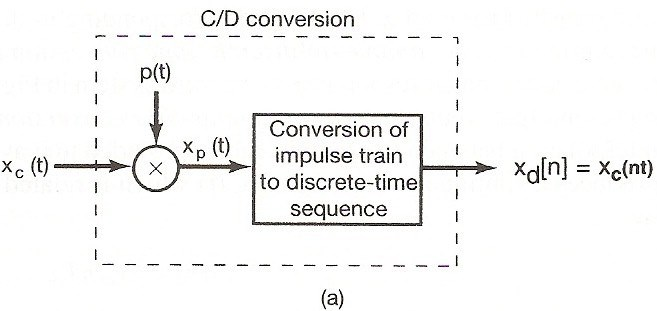 C/D conversion
p(t)
x_c (t)
×
x_p (t)
Conversion of
impulse train
to discrete-time
sequence
x_d[n] = x_c(nt)
(a)